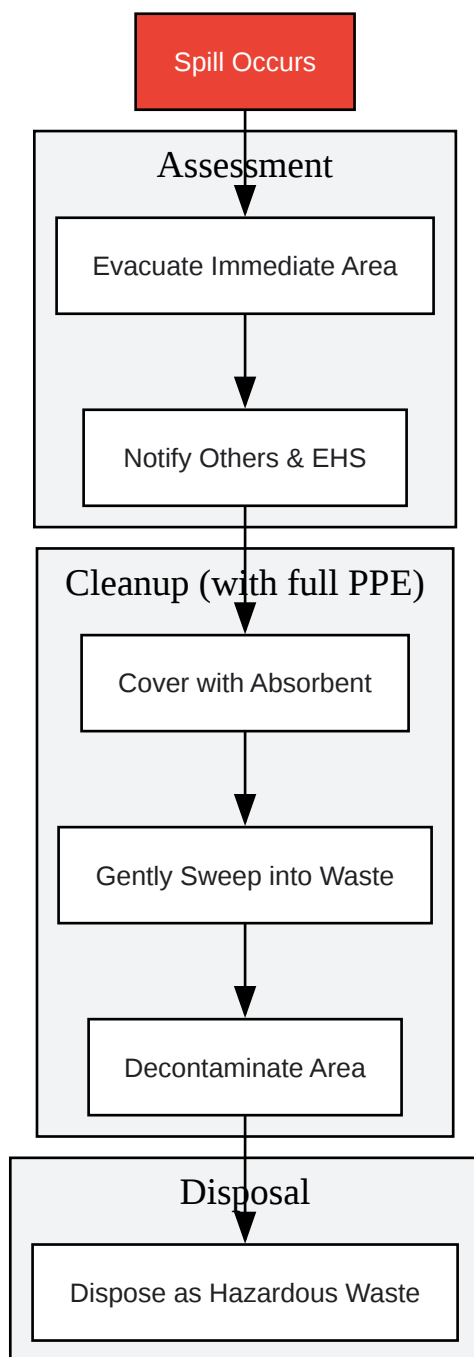 Spill Occurs
Assessment
Evacuate Immediate Area
Notify Others & EHS
Cleanup (with full PPE)
Cover with Absorbent
Gently Sweep into Waste
Decontaminate Area
Disposal
Dispose as Hazardous Waste